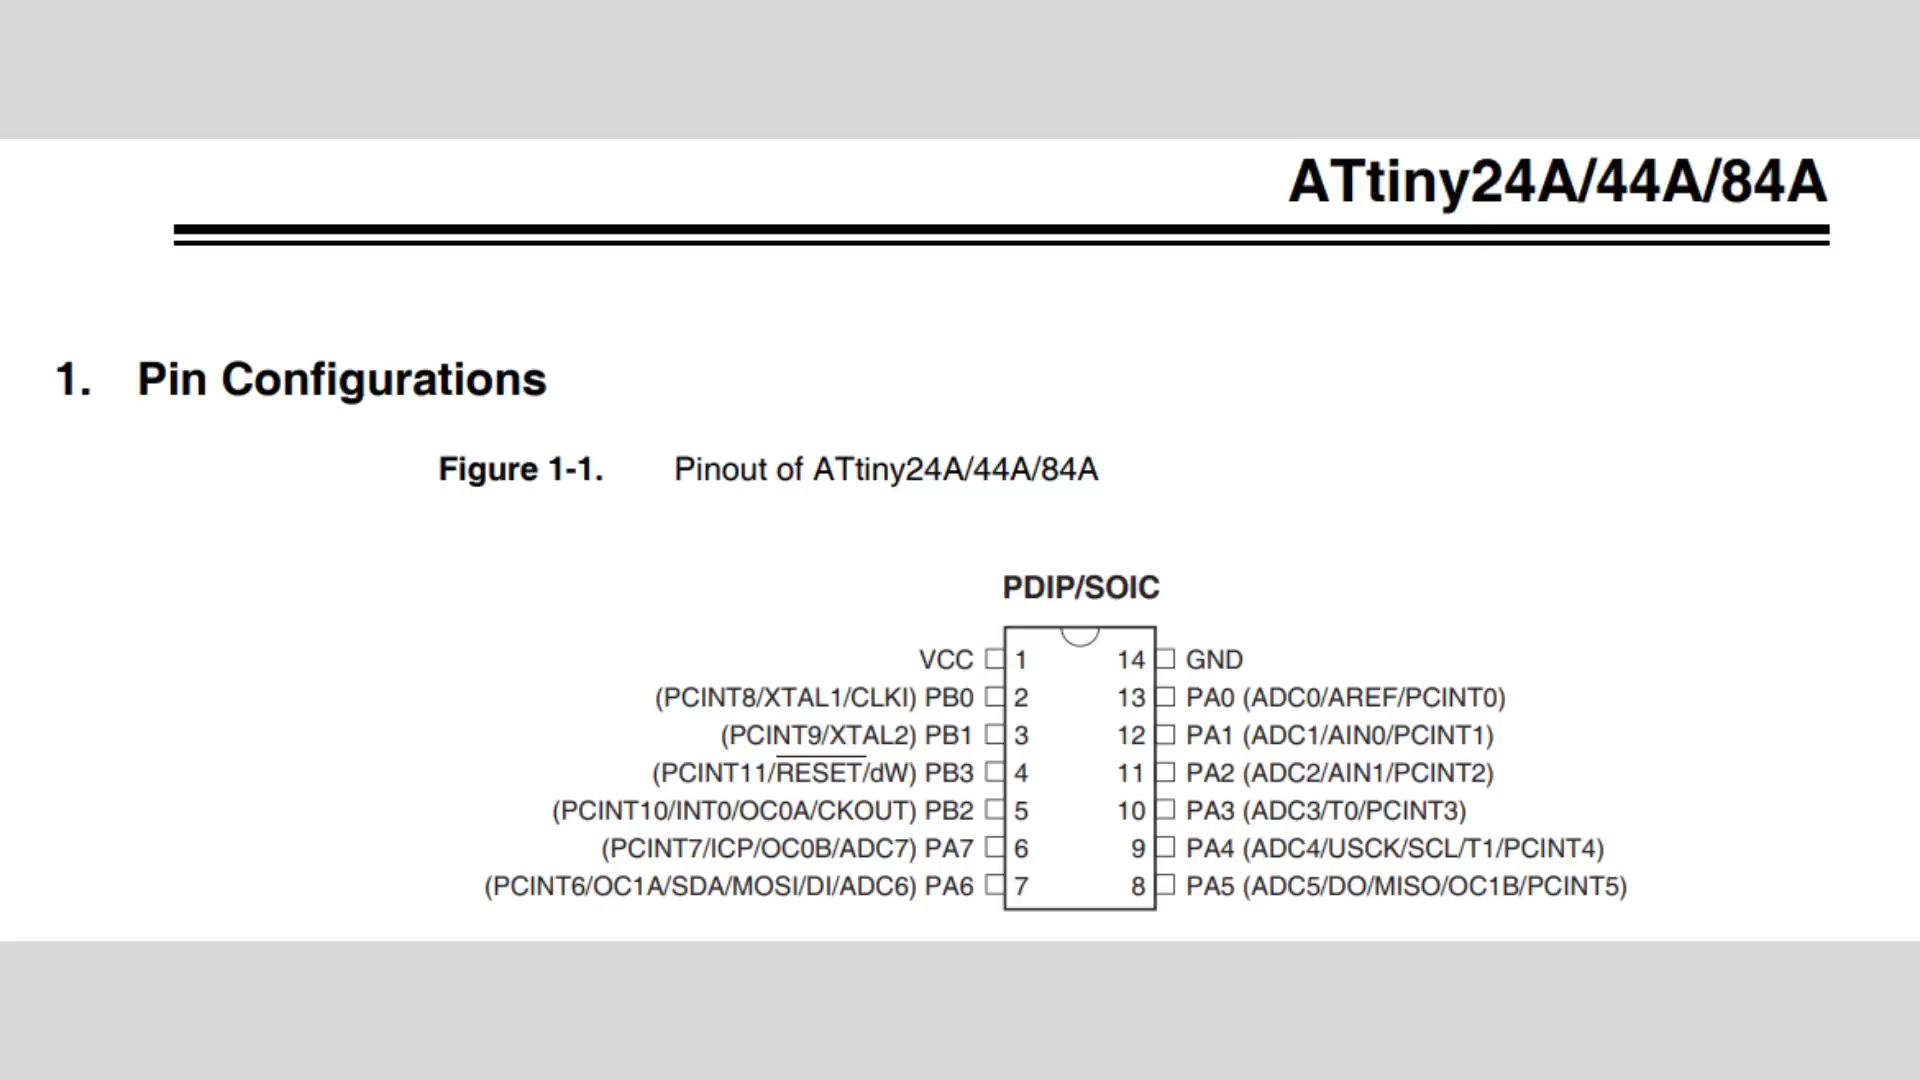 ATtiny24A/44A/84A
1. Pin Configurations
Figure 1-1. Pinout of ATtiny24A/44A/84A
PDIP/SOIC
VCC 1 14 GND
(PCINT8/XTAL1/CLKI) PB0 2 13 PA0 (ADC0/AREF/PCINT0)
(PCINT9/XTAL2) PB1 3 12 PA1 (ADC1/AIN0/PCINT1)
(PCINT11/RESET/dW) PB3 4 11 PA2 (ADC2/AIN1/PCINT2)
(PCINT10/INT0/OC0A/CKOUT) PB2 5 10 PA3 (ADC3/T0/PCINT3)
(PCINT7/ICP/OC0B/ADC7) PA7 6 9 PA4 (ADC4/USCK/SCL/T1/PCINT4)
(PCINT6/OC1A/SDA/MOSI/DI/ADC6) PA6 7 8 PA5 (ADC5/DO/MISO/OC1B/PCINT5)